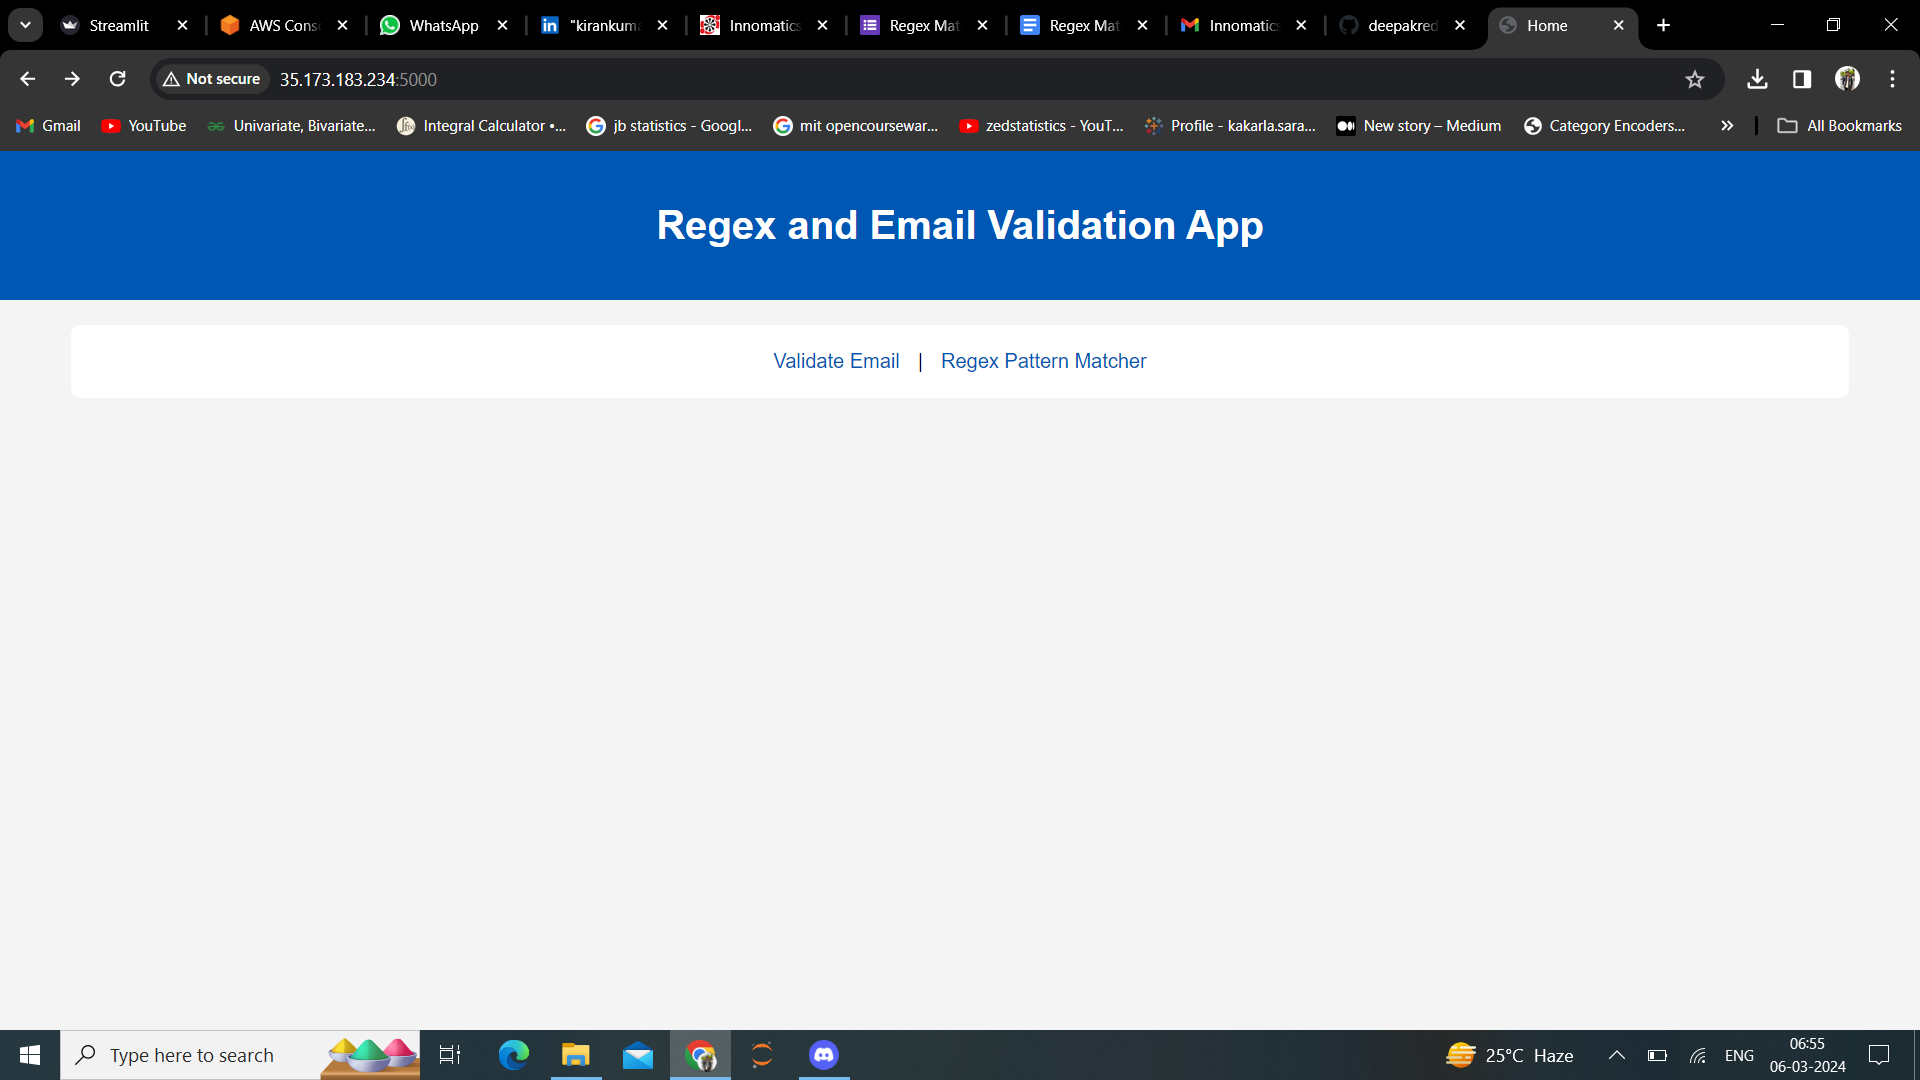 Streamlit
AWS Cons
WhatsApp
"kirankuma
Innomatics
Regex Mat
Regex Mat
Innomatics
deepakred
Home
Not secure
35.173.183.234:5000
Gmail
YouTube
Univariate, Bivariate...
Integral Calculator •...
jb statistics - Googl...
mit opencoursewar...
zedstatistics - YouT...
Profile - kakarla.sara...
New story – Medium
Category Encoders...
All Bookmarks
Regex and Email Validation App
Validate Email | Regex Pattern Matcher
Type here to search
25°C Haze
ENG
06:55
06-03-2024